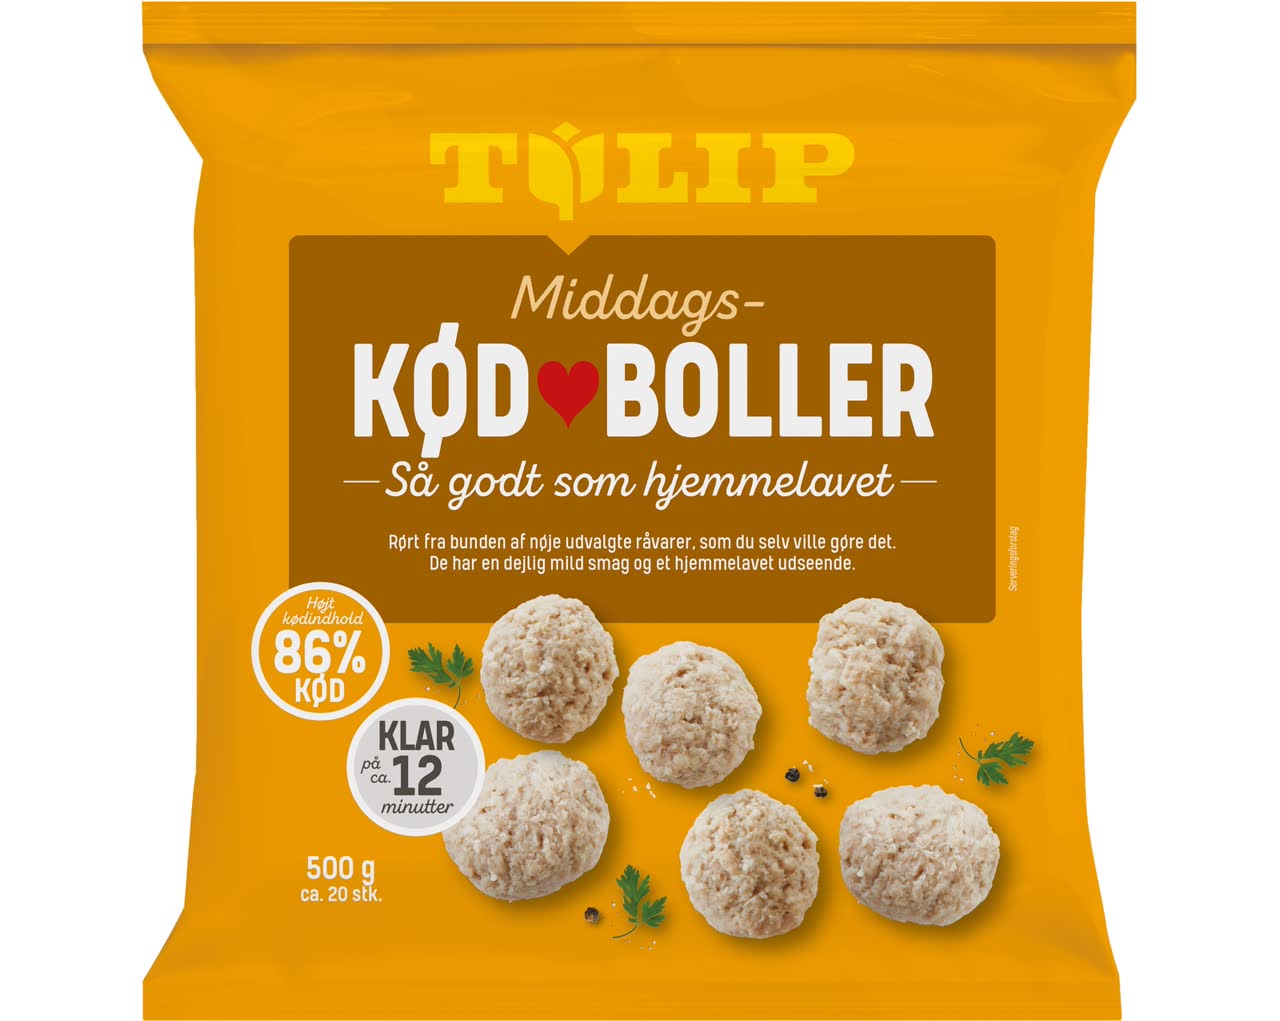 TULIP
Middags-
KØD BOLLER
Så godt som hjemmelavet
Rørt fra bunden af nøje udvalgte råvarer, som du selv ville gøre det.
De har en dejlig mild smag og et hjemmelavet udseende.
Serveringsforslag
Højt
kødindhold
86%
KØD
KLAR
på
ca. 12
minutter
500 g
ca. 20 stk.